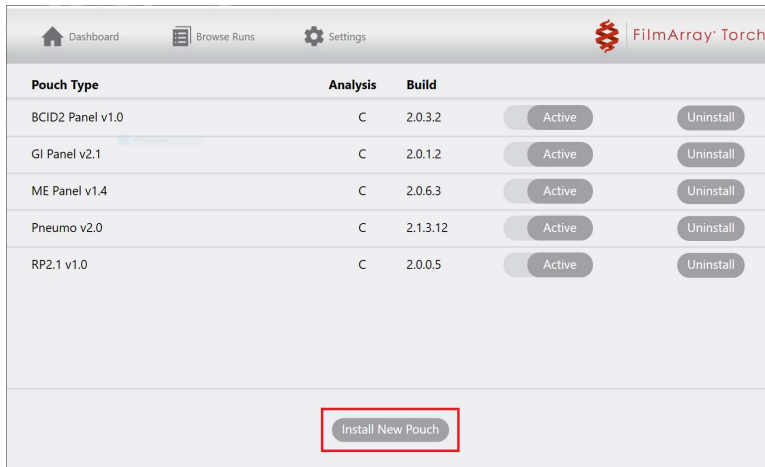 Dashboard Browse Runs Settings FilmArray® Torch
Pouch Type Analysis Build
BCID2 Panel v1.0 C 2.0.3.2 Active Uninstall
GI Panel v2.1 C 2.0.1.2 Active Uninstall
ME Panel v1.4 C 2.0.6.3 Active Uninstall
Pneumo v2.0 C 2.1.3.12 Active Uninstall
RP2.1 v1.0 C 2.0.0.5 Active Uninstall
Install New Pouch